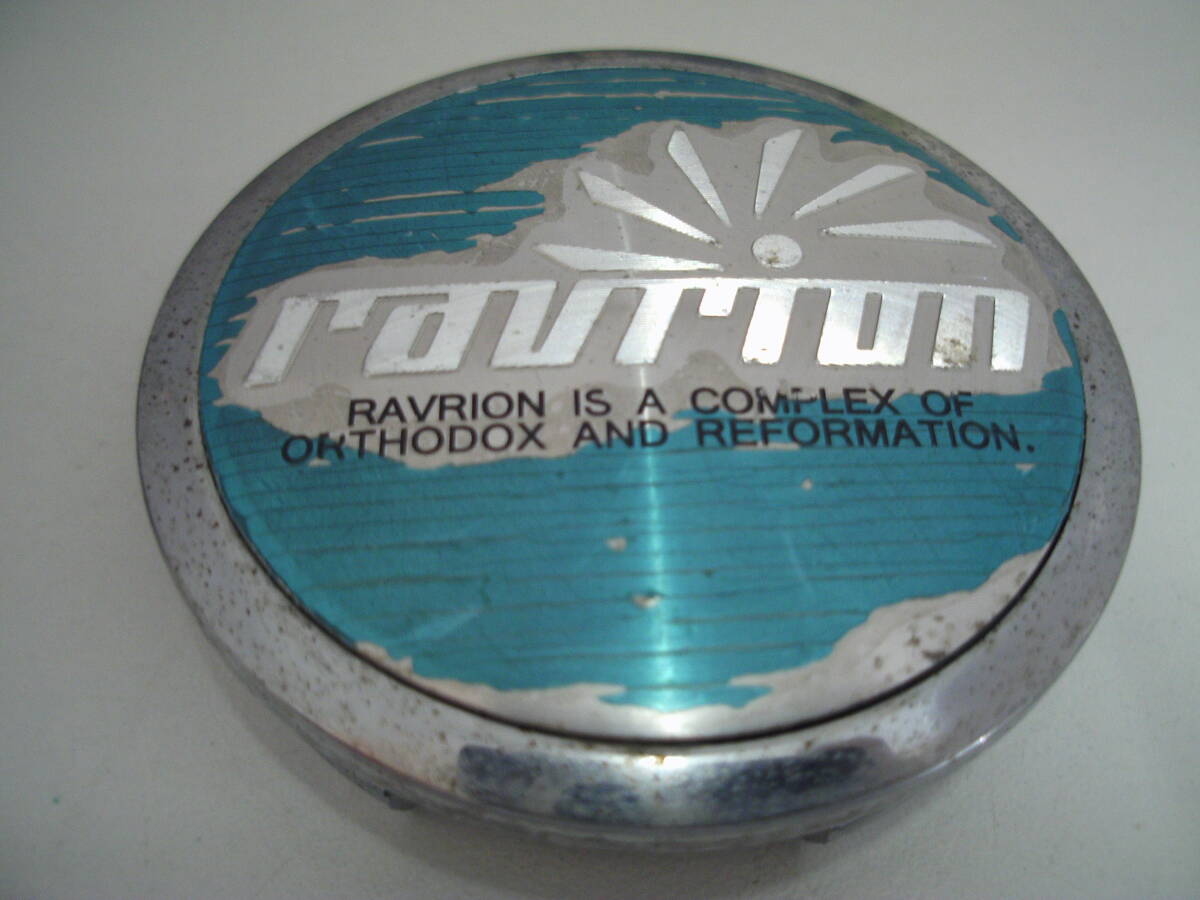 ravrion
RAVRION IS A COMPLEX OF
ORTHODOX AND REFORMATION.